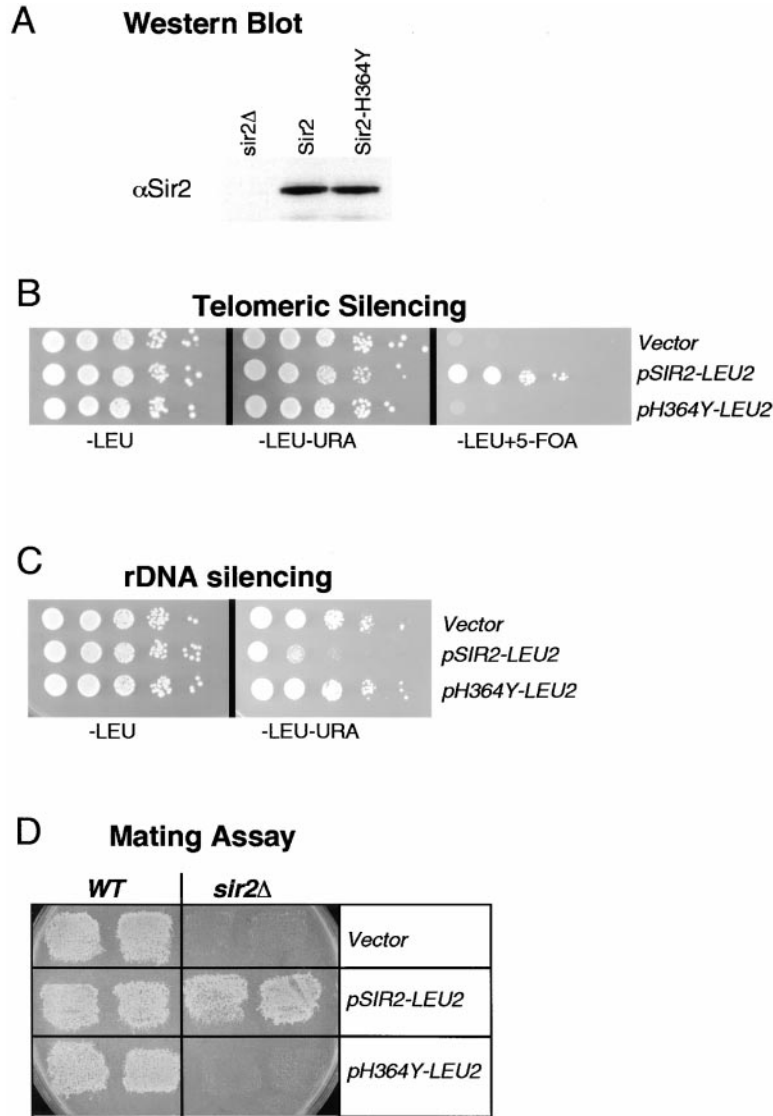 A
Western Blot
sir2Δ
Sir2
Sir2-H364Y
αSir2
B
Telomeric Silencing
Vector
pSIR2-LEU2
pH364Y-LEU2
-LEU
-LEU-URA
-LEU+5-FOA
C
rDNA silencing
Vector
pSIR2-LEU2
pH364Y-LEU2
-LEU
-LEU-URA
D
Mating Assay
WT
sir2Δ
Vector
pSIR2-LEU2
pH364Y-LEU2